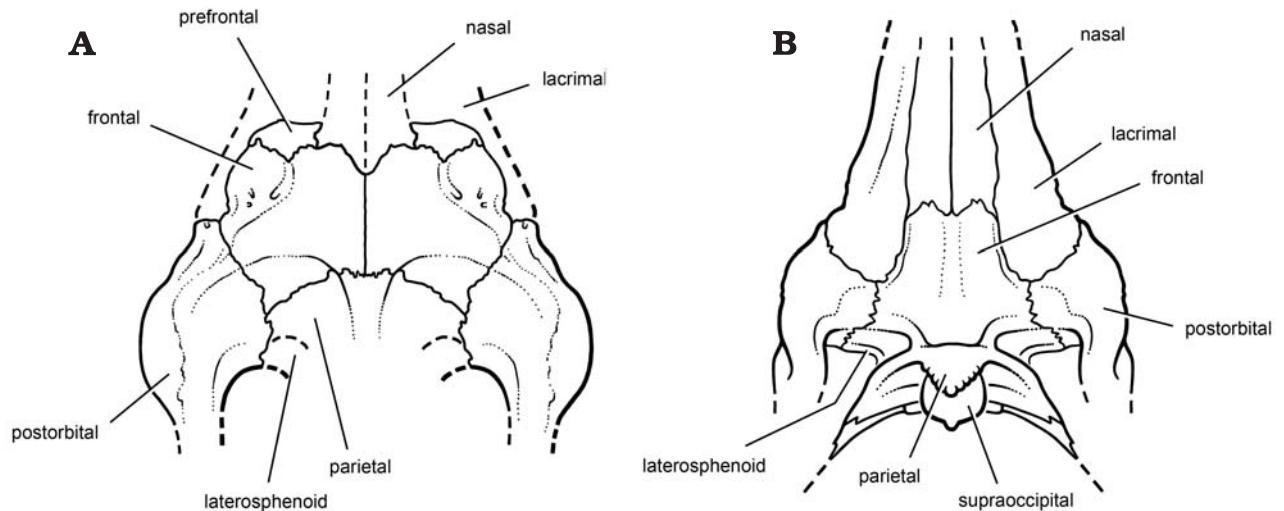 A
prefrontal
nasal
lacrimal
frontal
postorbital
parietal
laterosphenoid
B
nasal
lacrimal
frontal
postorbital
laterosphenoid
parietal
supraoccipital